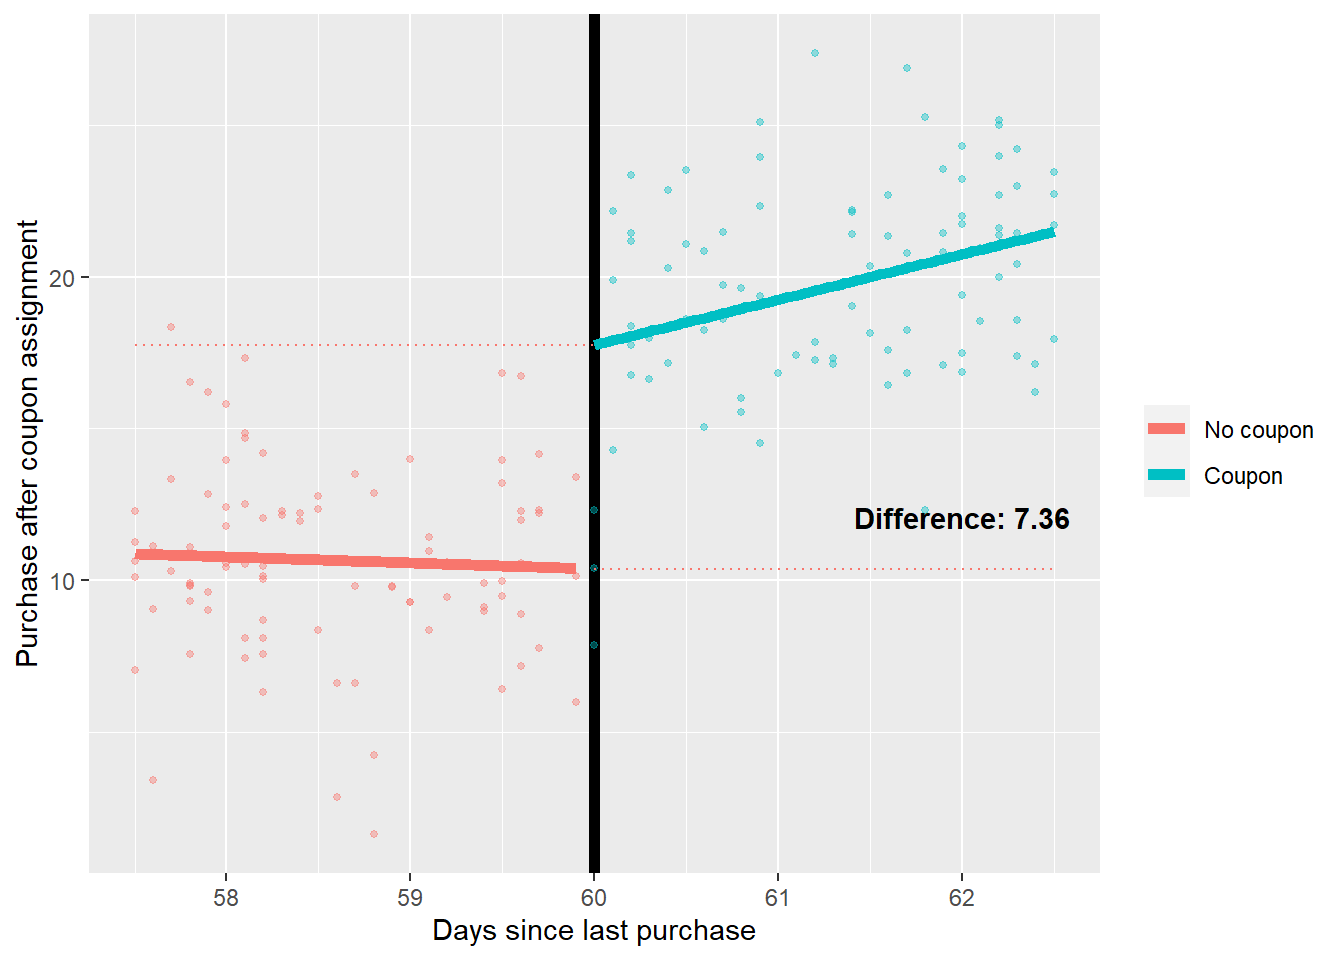 Purchase after coupon assignment
20
10
Difference: 7.36
58
59
60
61
62
Days since last purchase
No coupon
Coupon